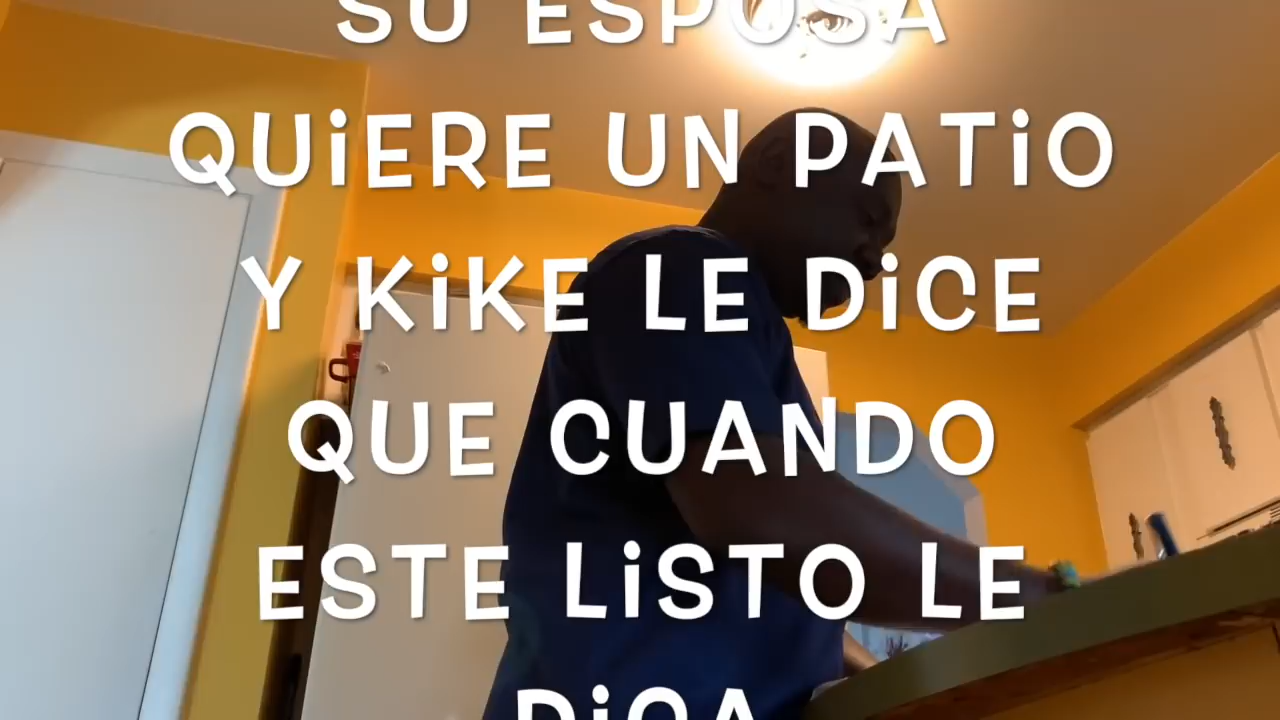 SU ESPOSA
QUiERE UN PATiO
Y KiKE LE DiCE
QUE CUANDO
ESTE LiSTO LE